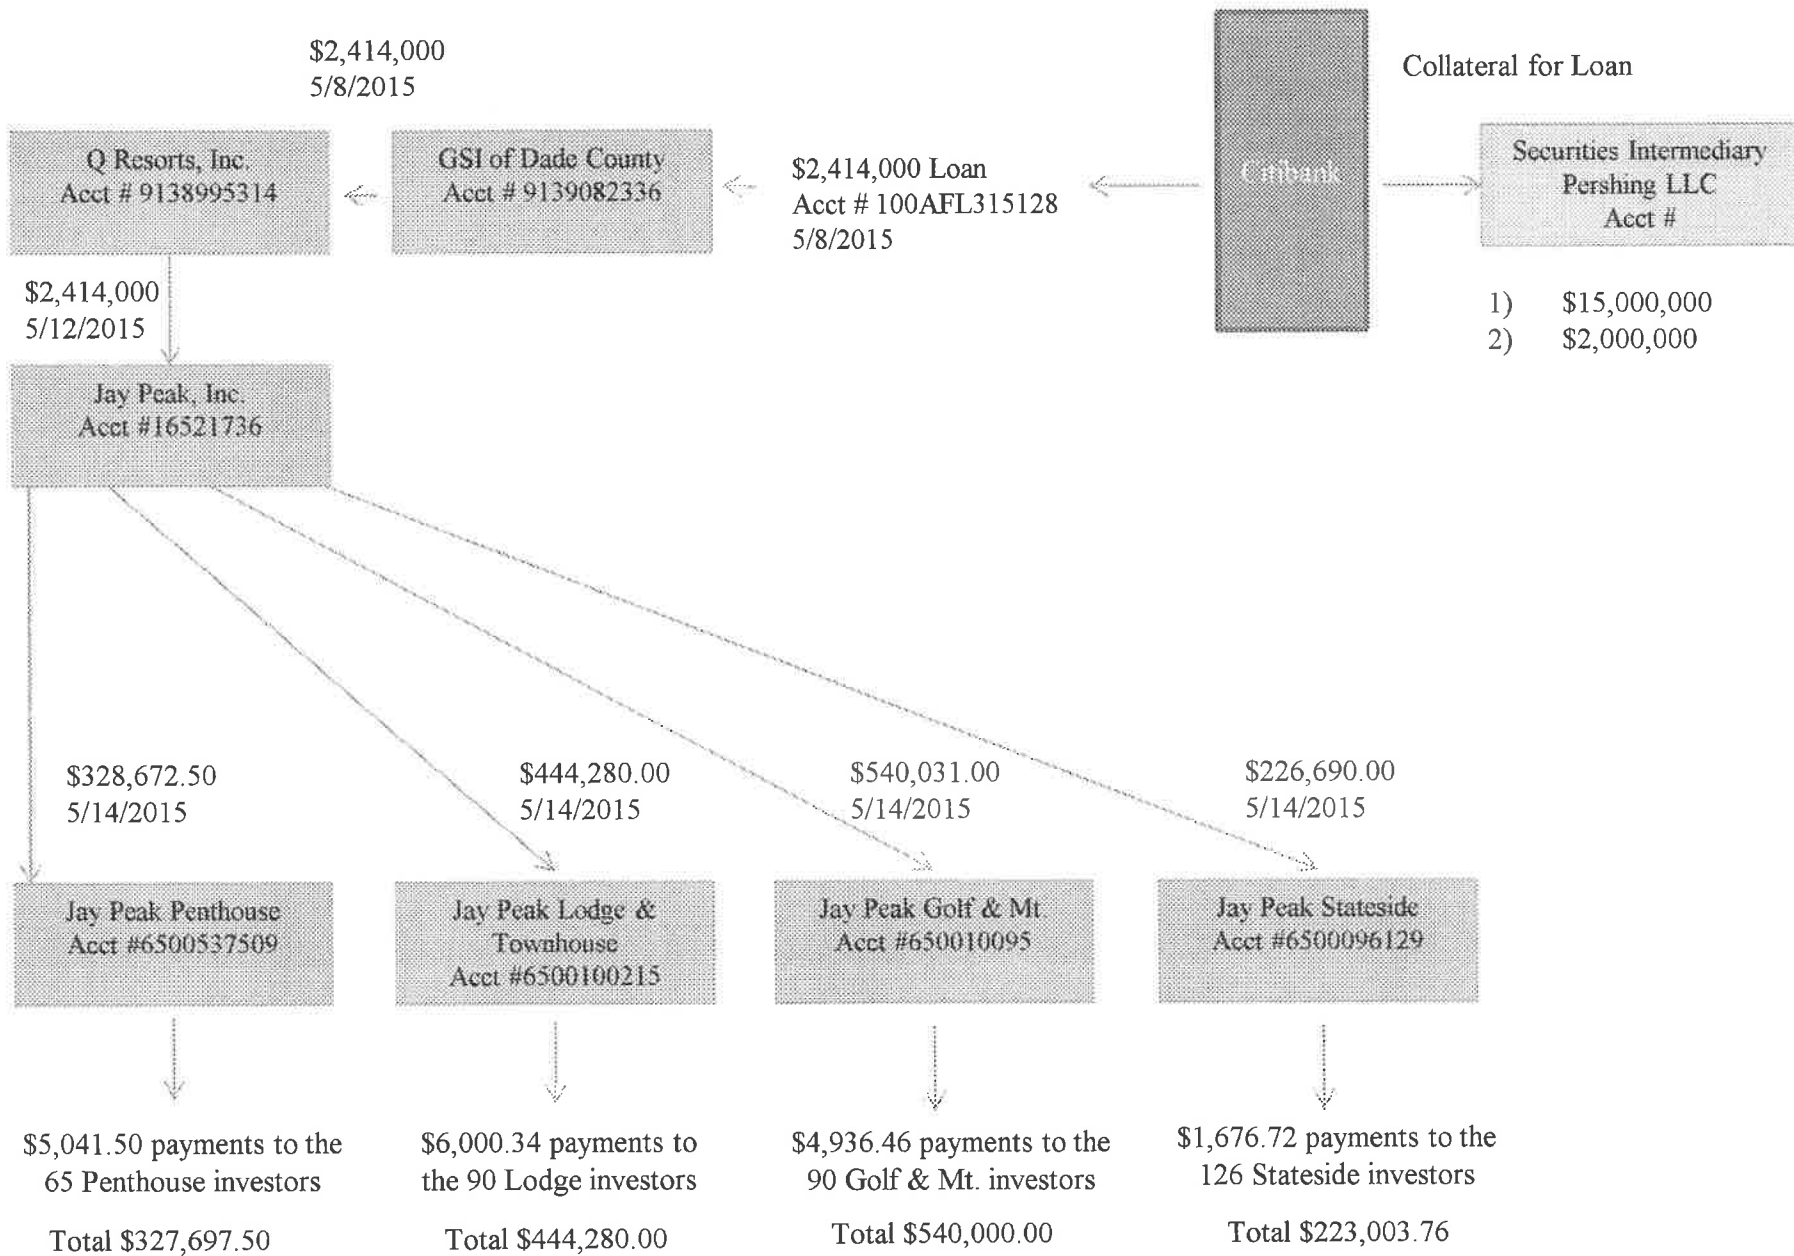 $2,414,000
5/8/2015
Collateral for Loan
Q Resorts, Inc.
Acct # 9138995314
GSI of Dade County
Acct # 9139082336
$2,414,000 Loan
Acct # 100AFL315128
5/8/2015
Citibank
Securities Intermediary
Pershing LLC
Acct #
1) $15,000,000
2) $2,000,000
$2,414,000
5/12/2015
Jay Peak, Inc.
Acct #16521736
$328,672.50
5/14/2015
$444,280.00
5/14/2015
$540,031.00
5/14/2015
$226,690.00
5/14/2015
Jay Peak Penthouse
Acct #6500537509
Jay Peak Lodge &
Townhouse
Acct #6500100215
Jay Peak Golf & Mt.
Acct #650010095
Jay Peak Stateside
Acct #6500096129
$5,041.50 payments to the
65 Penthouse investors
Total $327,697.50
$6,000.34 payments to
the 90 Lodge investors
Total $444,280.00
$4,936.46 payments to the
90 Golf & Mt. investors
Total $540,000.00
$1,676.72 payments to the
126 Stateside investors
Total $223,003.76